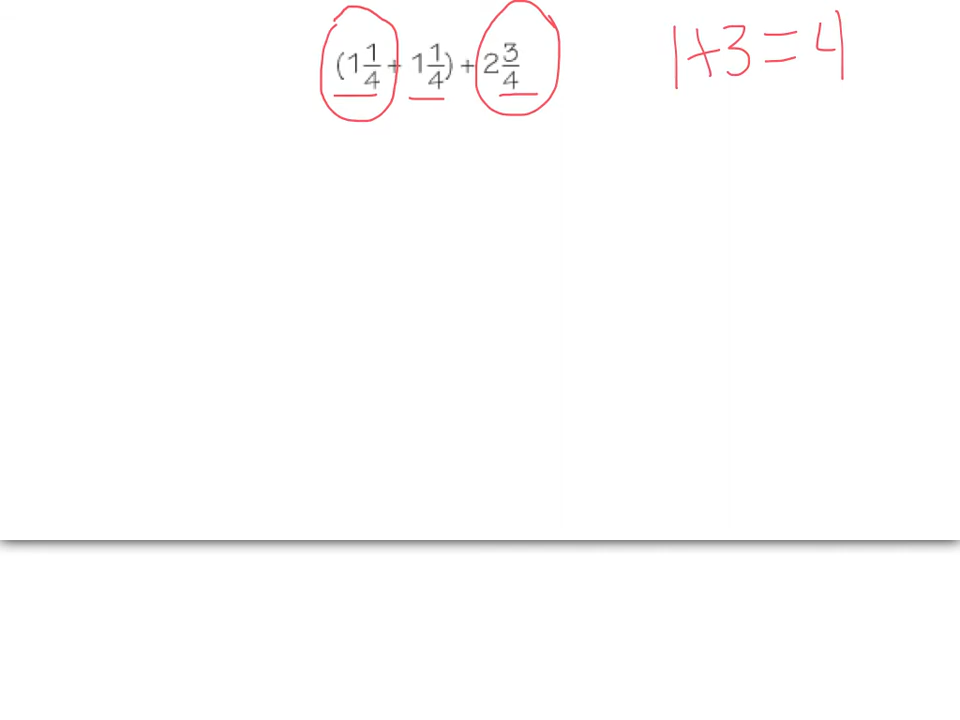 (1 1/4 + 1 1/4) + 2 3/4
1+3=4